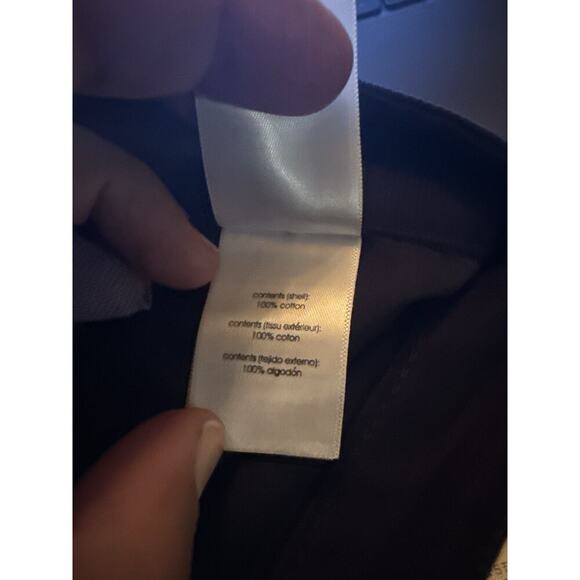 contents (shell):
100% cotton
contents (tissu extérieur):
100% coton
contents (tejido externo):
100% algodón